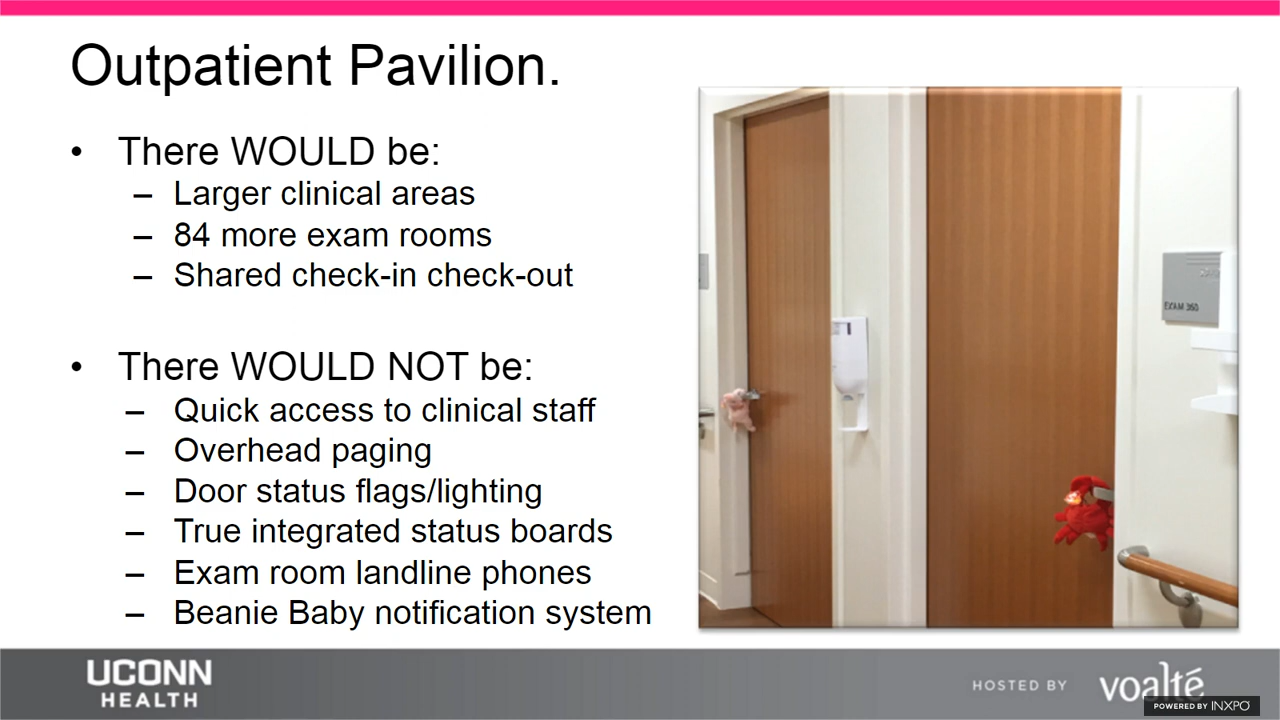 Outpatient Pavilion.
• There WOULD be:
– Larger clinical areas
– 84 more exam rooms
– Shared check-in check-out
• There WOULD NOT be:
– Quick access to clinical staff
– Overhead paging
– Door status flags/lighting
– True integrated status boards
– Exam room landline phones
– Beanie Baby notification system
EXAM 360
UCONN
HEALTH
HOSTED BY voalté
POWERED BY INXPO